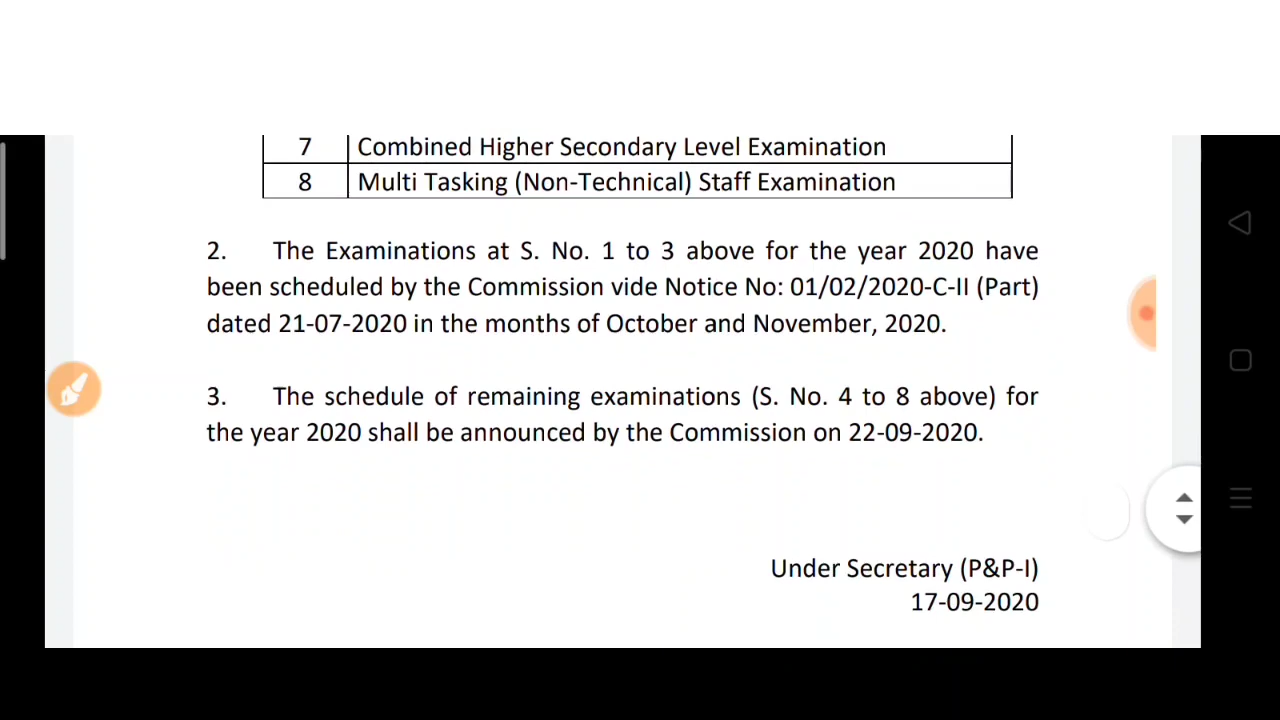 7 Combined Higher Secondary Level Examination
8 Multi Tasking (Non-Technical) Staff Examination
2. The Examinations at S. No. 1 to 3 above for the year 2020 have
been scheduled by the Commission vide Notice No: 01/02/2020-C-II (Part)
dated 21-07-2020 in the months of October and November, 2020.
3. The schedule of remaining examinations (S. No. 4 to 8 above) for
the year 2020 shall be announced by the Commission on 22-09-2020.
Under Secretary (P&P-I)
17-09-2020